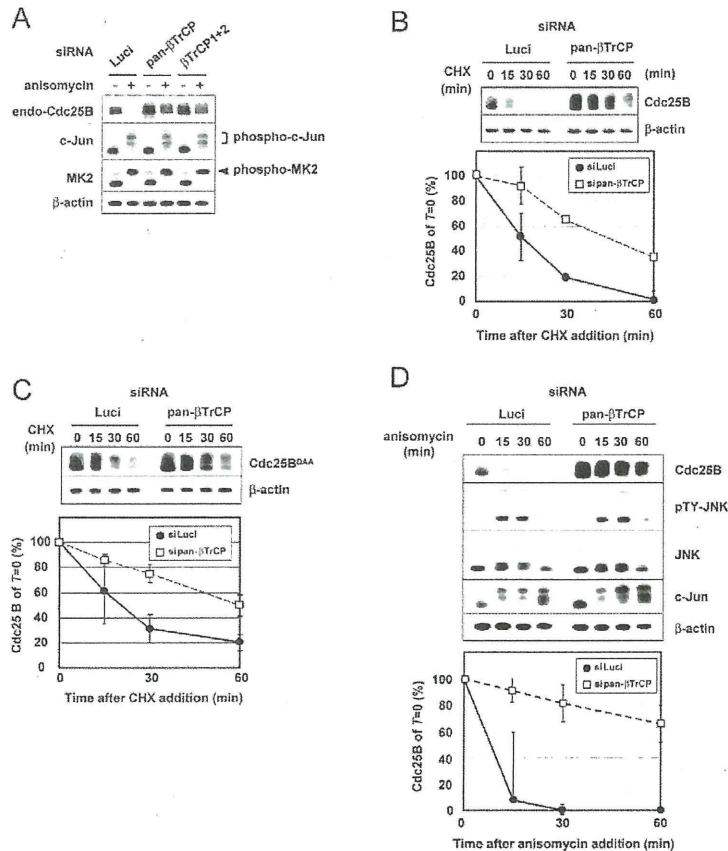 A
siRNA
Luci pan-βTrCP βTrCP1+2
anisomycin - + - + - +
endo-Cdc25B
c-Jun phospho-c-Jun
MK2 phospho-MK2
β-actin
B
siRNA
Luci pan-βTrCP
CHX (min) 0 15 30 60 0 15 30 60 (min)
Cdc25B
β-actin
siLuci
sipan-βTrCP
Cdc25B of T=0 (%)
100
80
60
40
20
0
0 30 60
Time after CHX addition (min)
C
siRNA
Luci pan-βTrCP
CHX (min) 0 15 30 60 0 15 30 60
Cdc25Bᴰᴬᴬ
β-actin
siLuci
sipan-βTrCP
Cdc25 B of T=0 (%)
100
80
60
40
20
0
0 30 60
Time after CHX addition (min)
D
siRNA
Luci pan-βTrCP
anisomycin (min) 0 15 30 60 0 15 30 60
Cdc25B
pTY-JNK
JNK
c-Jun
β-actin
siLuci
sipan-βTrCP
Cdc25B of T=0 (%)
100
80
60
40
20
0
0 30 60
Time after anisomycin addition (min)